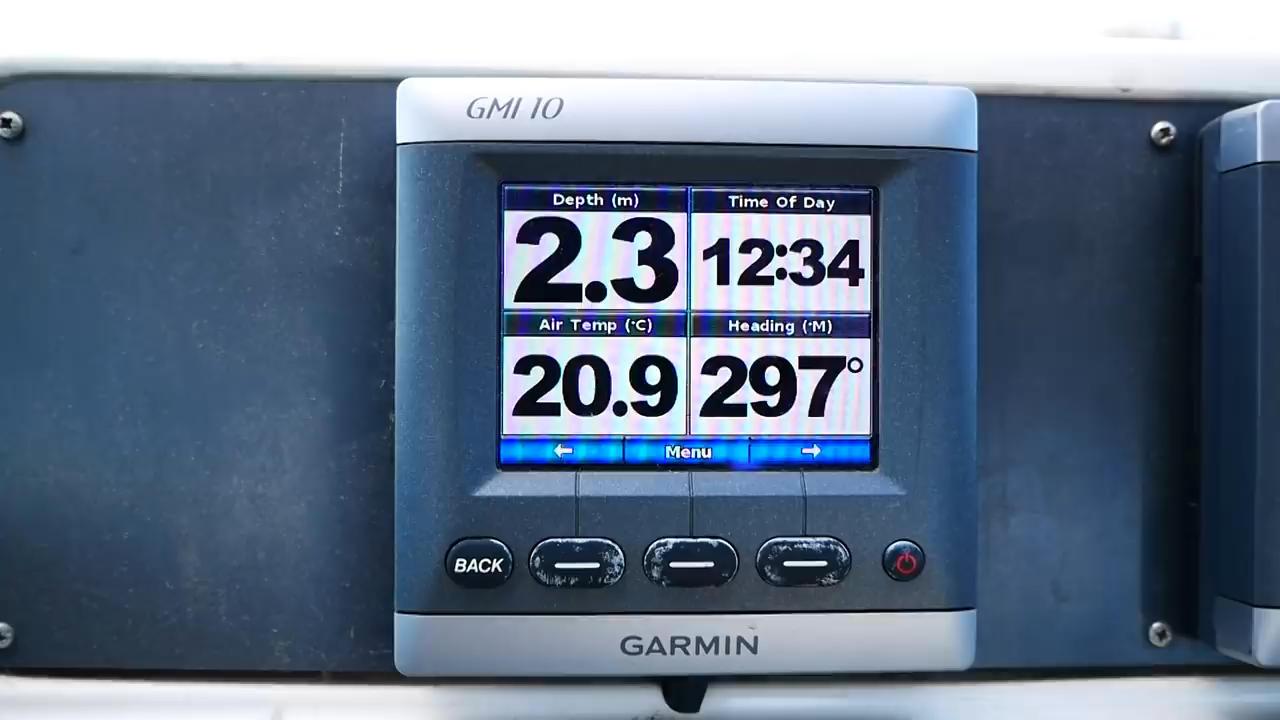 GMI 10
Depth (m)
Time Of Day
2.3
12:34
Air Temp (°C)
Heading (°M)
20.9
297°
← Menu →
BACK
GARMIN